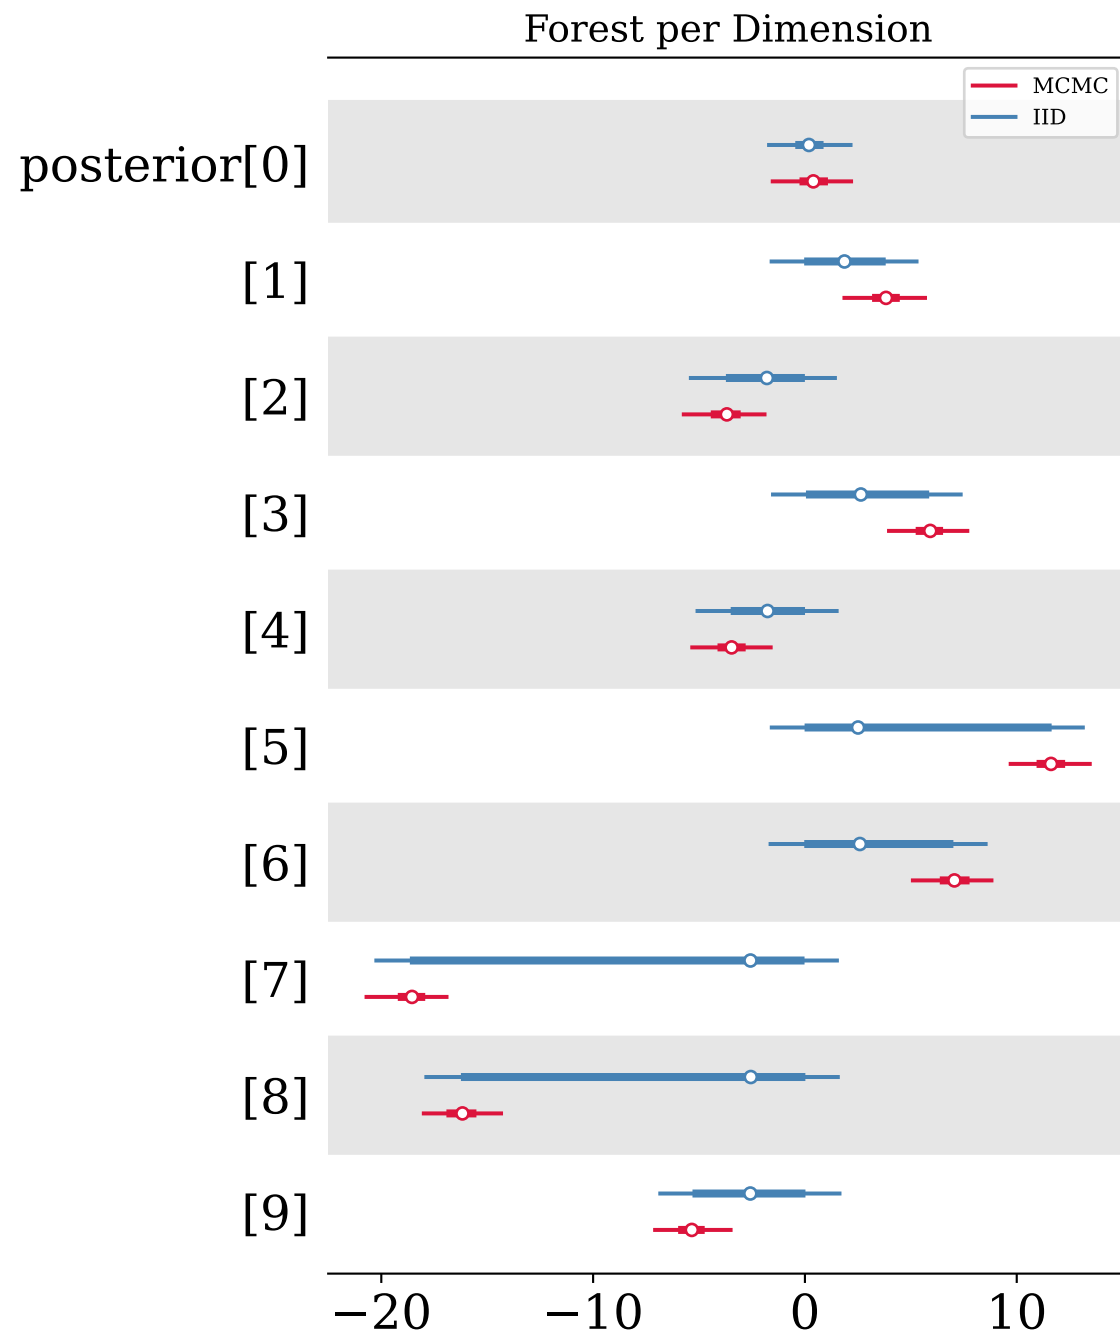 Forest per Dimension
MCMC
IID
posterior[0]
[1]
[2]
[3]
[4]
[5]
[6]
[7]
[8]
[9]
−20 −10 0 10